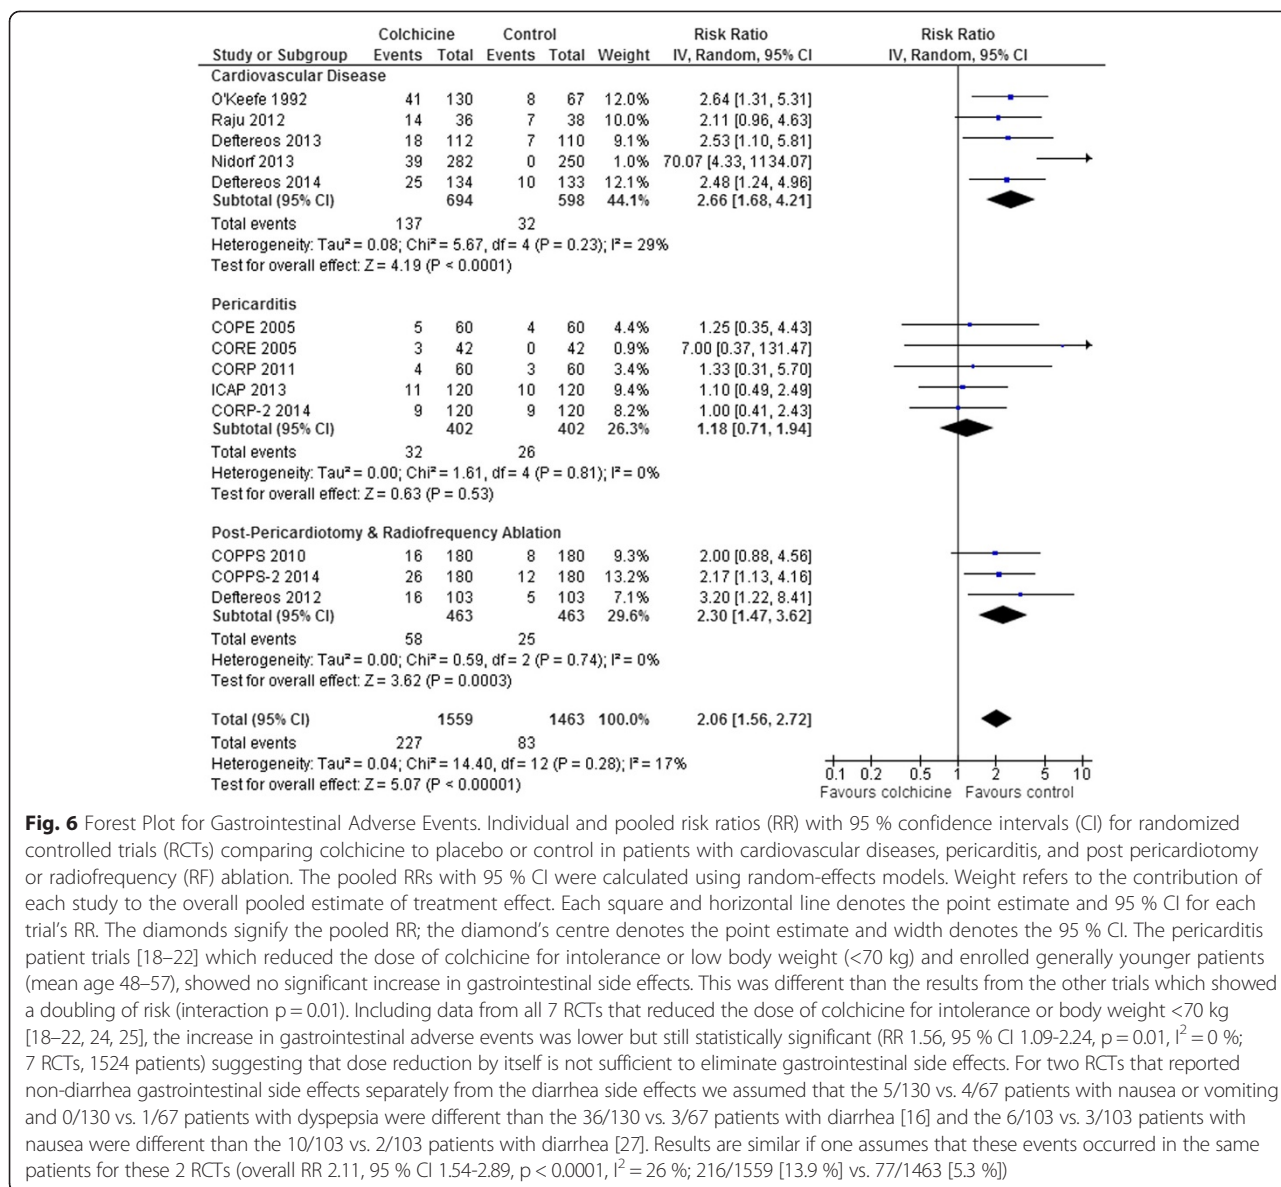 Colchicine Control Risk Ratio Risk Ratio
Study or Subgroup Events Total Events Total Weight IV, Random, 95% CI IV, Random, 95% CI
Cardiovascular Disease
O'Keefe 1992 41 130 8 67 12.0% 2.64 [1.31, 5.31]
Raju 2012 14 36 7 38 10.0% 2.11 [0.96, 4.63]
Deftereos 2013 18 112 7 110 9.1% 2.53 [1.10, 5.81]
Nidorf 2013 39 282 0 250 1.0% 70.07 [4.33, 1134.07]
Deftereos 2014 25 134 10 133 12.1% 2.48 [1.24, 4.96]
Subtotal (95% CI) 694 598 44.1% 2.66 [1.68, 4.21]
Total events 137 32
Heterogeneity: Tau² = 0.08; Chi² = 5.67, df = 4 (P = 0.23); I² = 29%
Test for overall effect: Z = 4.19 (P < 0.0001)
Pericarditis
COPE 2005 5 60 4 60 4.4% 1.25 [0.35, 4.43]
CORE 2005 3 42 0 42 0.9% 7.00 [0.37, 131.47]
CORP 2011 4 60 3 60 3.4% 1.33 [0.31, 5.70]
ICAP 2013 11 120 10 120 9.4% 1.10 [0.49, 2.49]
CORP-2 2014 9 120 9 120 8.2% 1.00 [0.41, 2.43]
Subtotal (95% CI) 402 402 26.3% 1.18 [0.71, 1.94]
Total events 32 26
Heterogeneity: Tau² = 0.00; Chi² = 1.61, df = 4 (P = 0.81); I² = 0%
Test for overall effect: Z = 0.63 (P = 0.53)
Post-Pericardiotomy & Radiofrequency Ablation
COPPS 2010 16 180 8 180 9.3% 2.00 [0.88, 4.56]
COPPS-2 2014 26 180 12 180 13.2% 2.17 [1.13, 4.16]
Deftereos 2012 16 103 5 103 7.1% 3.20 [1.22, 8.41]
Subtotal (95% CI) 463 463 29.6% 2.30 [1.47, 3.62]
Total events 58 25
Heterogeneity: Tau² = 0.00; Chi² = 0.59, df = 2 (P = 0.74); I² = 0%
Test for overall effect: Z = 3.62 (P = 0.0003)
Total (95% CI) 1559 1463 100.0% 2.06 [1.56, 2.72]
Total events 227 83
Heterogeneity: Tau² = 0.04; Chi² = 14.40, df = 12 (P = 0.28); I² = 17%
Test for overall effect: Z = 5.07 (P < 0.00001)
0.1 0.2 0.5 1 2 5 10
Favours colchicine Favours control
Fig. 6 Forest Plot for Gastrointestinal Adverse Events. Individual and pooled risk ratios (RR) with 95 % confidence intervals (CI) for randomized
controlled trials (RCTs) comparing colchicine to placebo or control in patients with cardiovascular diseases, pericarditis, and post pericardiotomy
or radiofrequency (RF) ablation. The pooled RRs with 95 % CI were calculated using random-effects models. Weight refers to the contribution of
each study to the overall pooled estimate of treatment effect. Each square and horizontal line denotes the point estimate and 95 % CI for each
trial's RR. The diamonds signify the pooled RR; the diamond's centre denotes the point estimate and width denotes the 95 % CI. The pericarditis
patient trials [18–22] which reduced the dose of colchicine for intolerance or low body weight (<70 kg) and enrolled generally younger patients
(mean age 48–57), showed no significant increase in gastrointestinal side effects. This was different than the results from the other trials which showed
a doubling of risk (interaction p = 0.01). Including data from all 7 RCTs that reduced the dose of colchicine for intolerance or body weight <70 kg
[18–22, 24, 25], the increase in gastrointestinal adverse events was lower but still statistically significant (RR 1.56, 95 % CI 1.09-2.24, p = 0.01, I² = 0 %;
7 RCTs, 1524 patients) suggesting that dose reduction by itself is not sufficient to eliminate gastrointestinal side effects. For two RCTs that reported
non-diarrhea gastrointestinal side effects separately from the diarrhea side effects we assumed that the 5/130 vs. 4/67 patients with nausea or vomiting
and 0/130 vs. 1/67 patients with dyspepsia were different than the 36/130 vs. 3/67 patients with diarrhea [16] and the 6/103 vs. 3/103 patients with
nausea were different than the 10/103 vs. 2/103 patients with diarrhea [27]. Results are similar if one assumes that these events occurred in the same
patients for these 2 RCTs (overall RR 2.11, 95 % CI 1.54-2.89, p < 0.0001, I² = 26 %; 216/1559 [13.9 %] vs. 77/1463 [5.3 %])